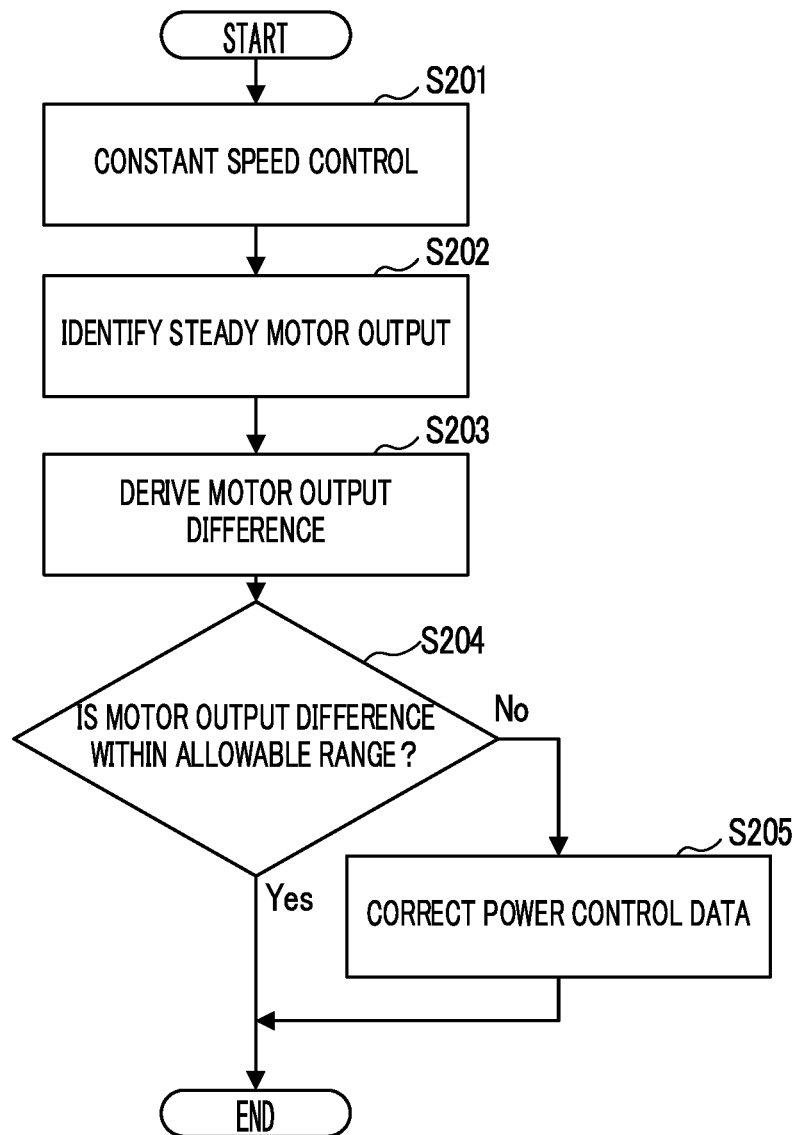 START
S201
CONSTANT SPEED CONTROL
S202
IDENTIFY STEADY MOTOR OUTPUT
S203
DERIVE MOTOR OUTPUT
DIFFERENCE
S204
IS MOTOR OUTPUT DIFFERENCE
WITHIN ALLOWABLE RANGE?
No
S205
Yes
CORRECT POWER CONTROL DATA
END